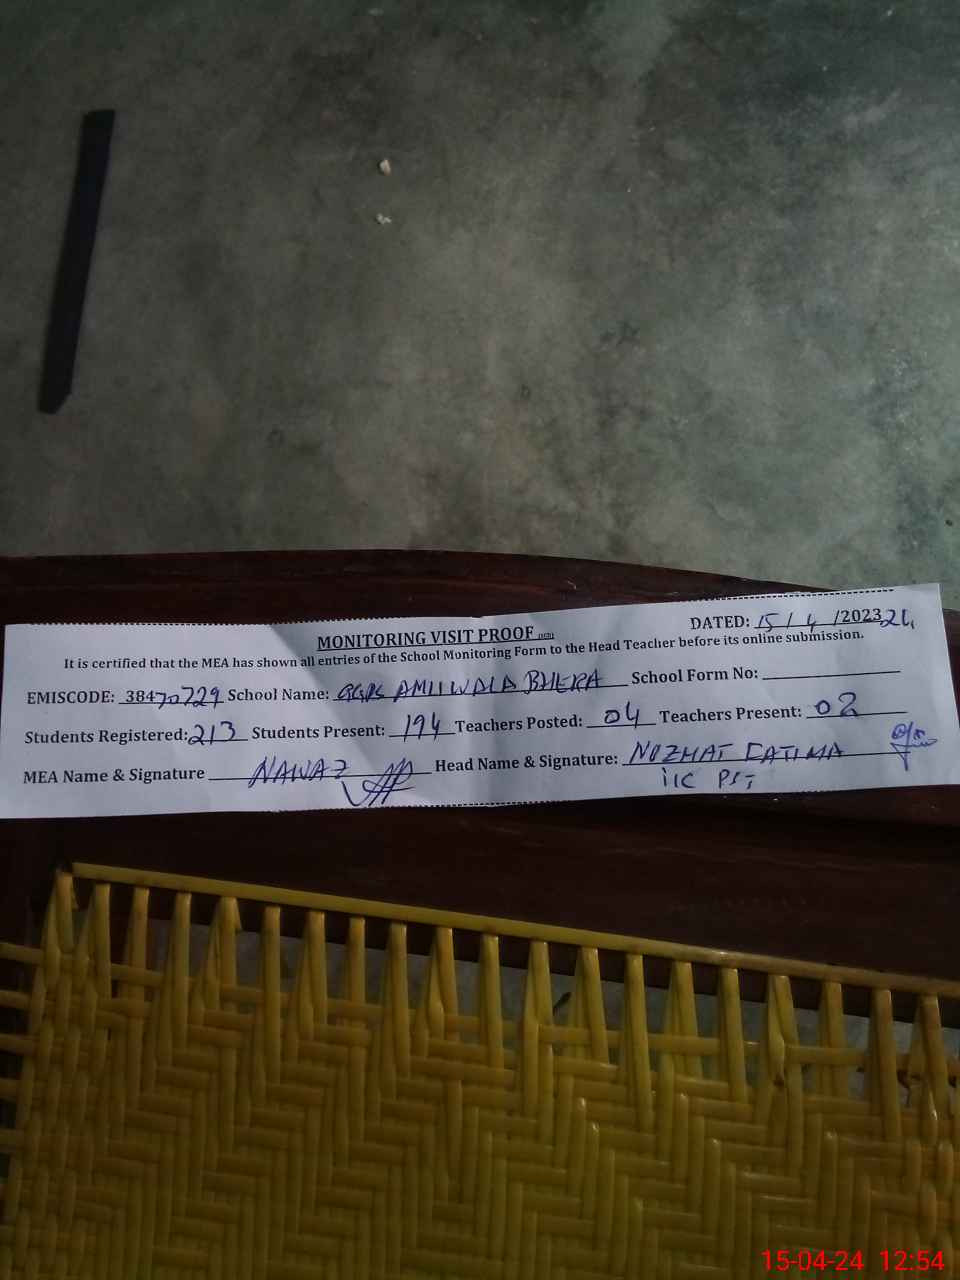 MONITORING VISIT PROOF
DATED: 15/4/2023 24
It is certified that the MEA has shown all entries of the School Monitoring Form to the Head Teacher before its online submission.
EMISCODE: 38470729 School Name: GGPS AMIIWALA BHERA School Form No:
Students Registered: 213 Students Present: 194 Teachers Posted: 04 Teachers Present: 02
MEA Name & Signature NAWAZ Head Name & Signature: NOZHAT FATIMA
i/C PST
15-04-24 12:54